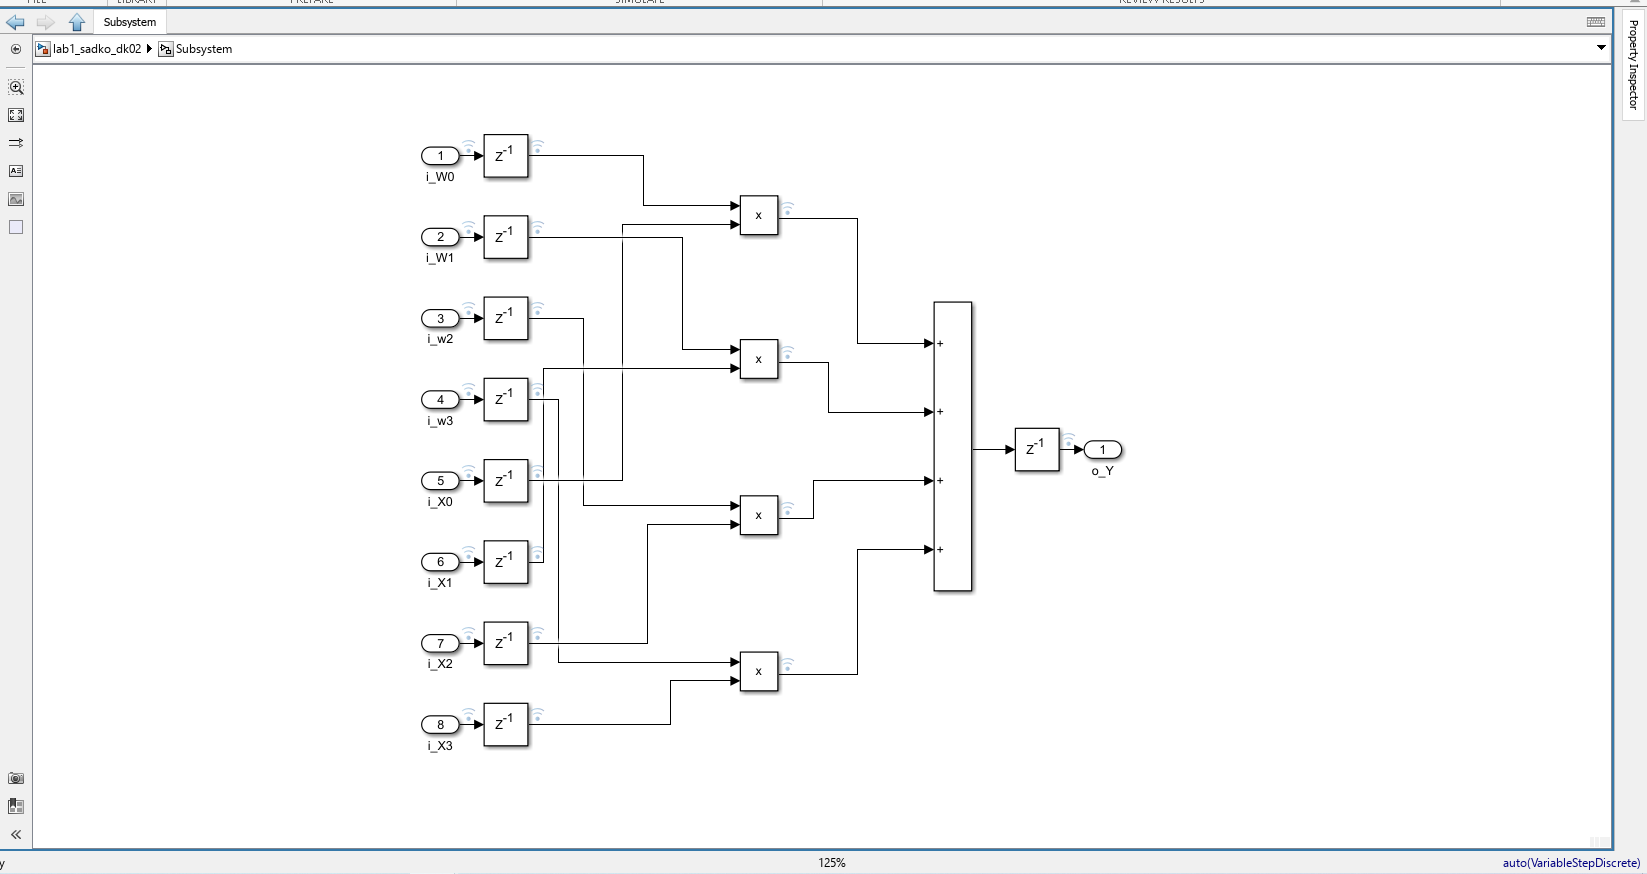 Subsystem
lab1_sadko_dk02 Subsystem
Property Inspector
1
i_W0
z-1
2
i_W1
z-1
3
i_w2
z-1
4
i_w3
z-1
5
i_X0
z-1
6
i_X1
z-1
7
i_X2
z-1
8
i_X3
z-1
x
x
x
x
+
+
+
+
z-1
1
o_Y
125%
auto(VariableStepDiscrete)